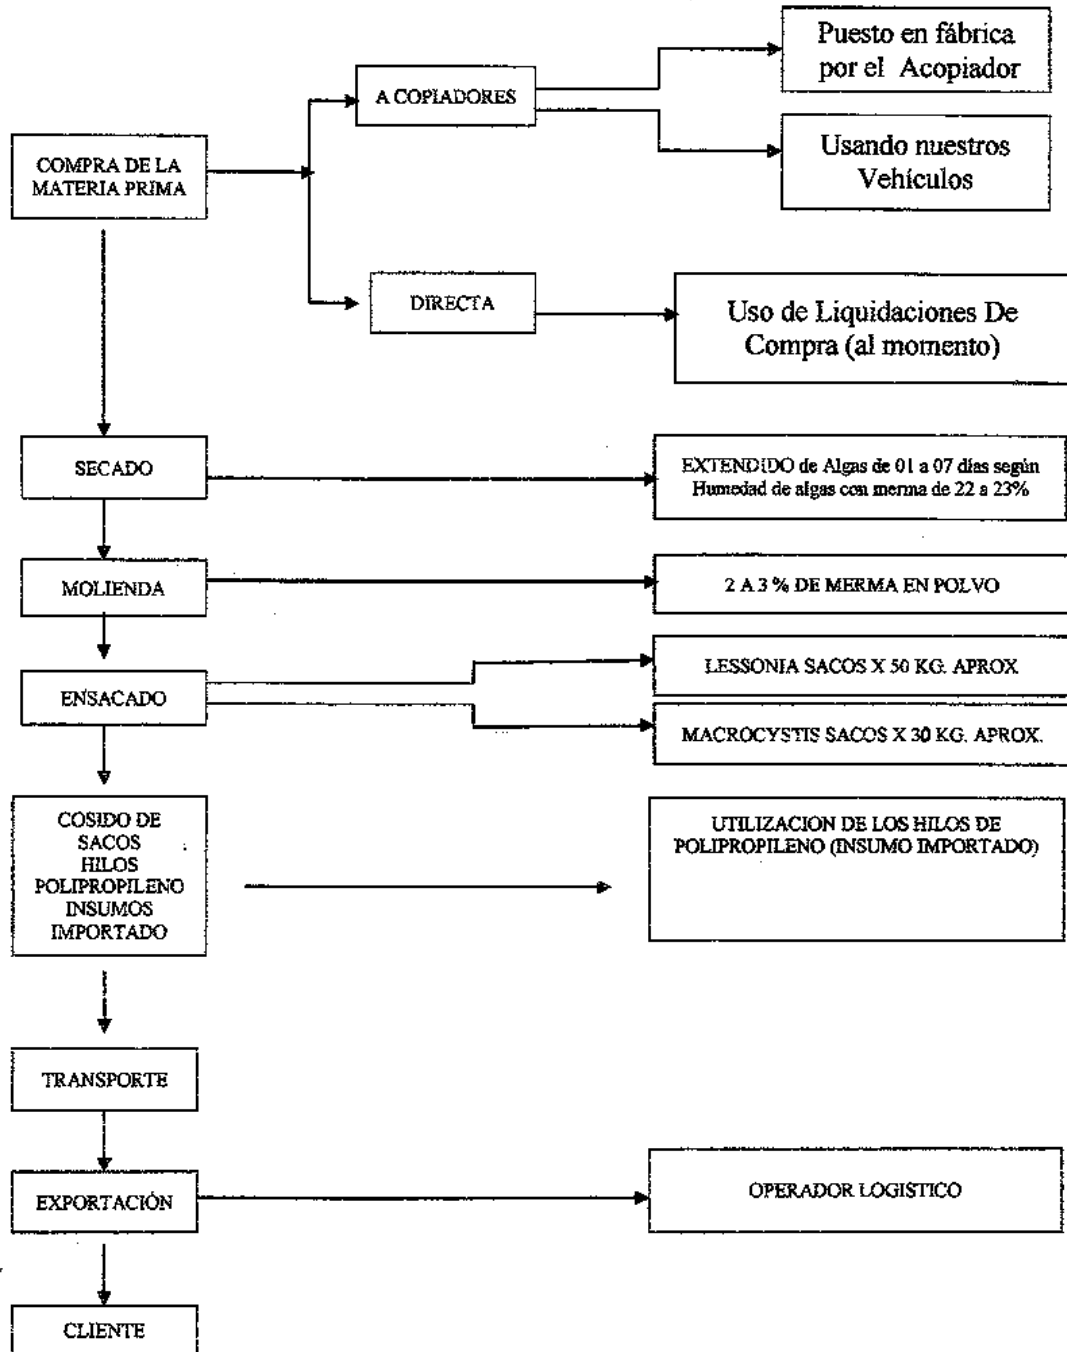 Puesto en fábrica
por el Acopiador
A COPIADORES
Usando nuestros
Vehículos
COMPRA DE LA
MATERIA PRIMA
DIRECTA
Uso de Liquidaciones De
Compra (al momento)
SECADO
EXTENDIDO de Algas de 01 a 07 días según
Humedad de algas con merma de 22 a 23%
MOLIENDA
2 A 3 % DE MERMA EN POLVO
ENSACADO
LESSONIA SACOS X 50 KG. APROX
MACROCYSTIS SACOS X 30 KG. APROX.
COSIDO DE
SACOS
HILOS
POLIPROPILENO
INSUMOS
IMPORTADO
UTILIZACION DE LOS HILOS DE
POLIPROPILENO (INSUMO IMPORTADO)
TRANSPORTE
EXPORTACIÓN
OPERADOR LOGISTICO
CLIENTE